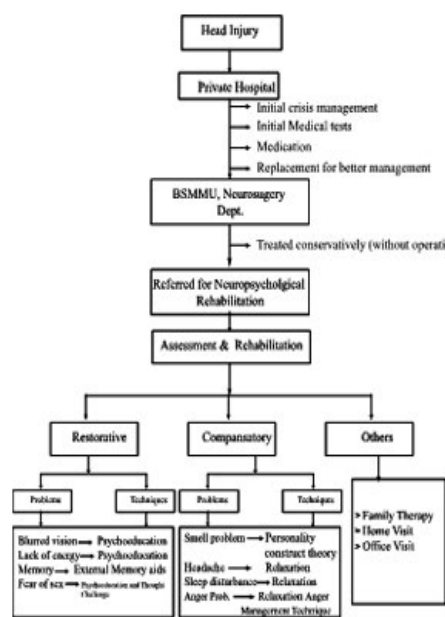 Head Injury
Private Hospital
Initial crisis management
Initial Medical tests
Medication
Replacement for better management
BSMMU, Neurosugery
Dept.
Treated conservatively (without operati
Referred for Neuropsycholgical
Rehabilitation
Assessment & Rehabilitation
Restorative
Compansatory
Others
Problems
Techniques
Problems
Techniques
Blurred vision Psychoeducation
Lack of energy Psychoeducation
Memory External Memory aids
Fear of sex Psychoeducation and Thought
Challenge
Smell problem Personality
construct theory
Headache Relaxation
Sleep disturbance Relaxation
Anger Prob. Relaxation Anger
Management Technique
Family Therapy
Home Visit
Office Visit